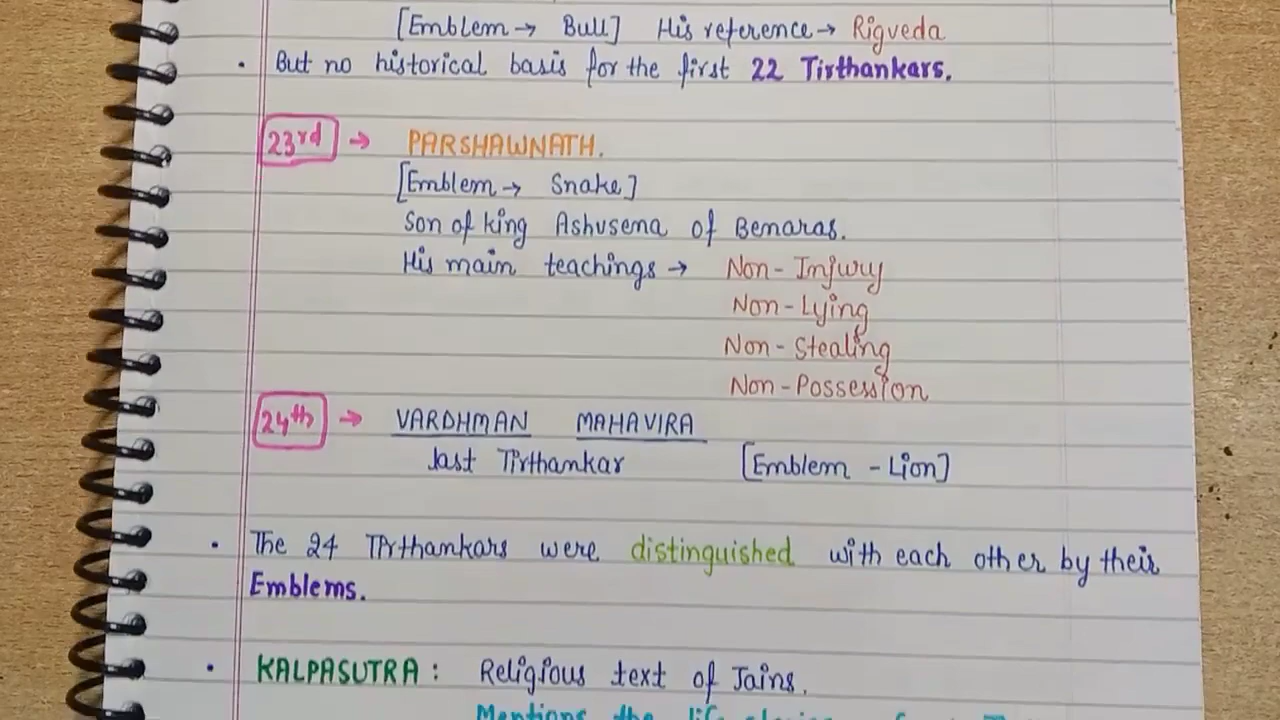 [Emblem → Bull] His reference → Rigveda
• But no historical basis for the first 22 Tirthankars.
23rd → PARSHAWNATH.
[Emblem → Snake]
Son of king Ashusena of Benaras.
His main teachings → Non-Injury
Non-Lying
Non-Stealing
Non-Possession
24th → VARDHMAN MAHAVIRA
last Tirthankar [Emblem - Lion]
• The 24 Tirthankars were distinguished with each other by their
Emblems.
• KALPASUTRA: Religious text of Jains.
Mentions the